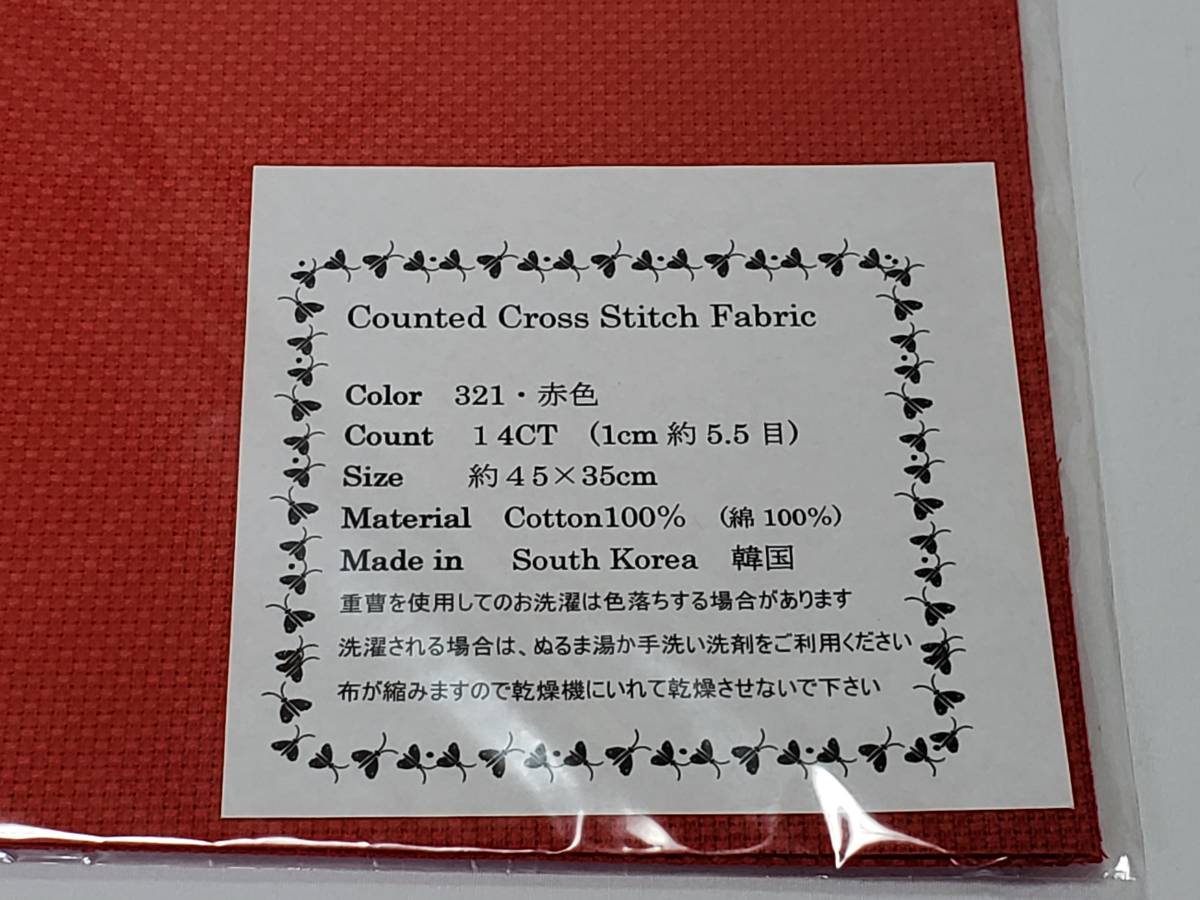 Counted Cross Stitch Fabric
Color 321・赤色
Count 14CT (1cm 約 5.5 目)
Size 約45×35cm
Material Cotton100% (綿 100%)
Made in South Korea 韓国
重曹を使用してのお洗濯は色落ちする場合があります
洗濯される場合は、ぬるま湯か手洗い洗剤をご利用ください
布が縮みますので乾燥機にいれて乾燥させないで下さい